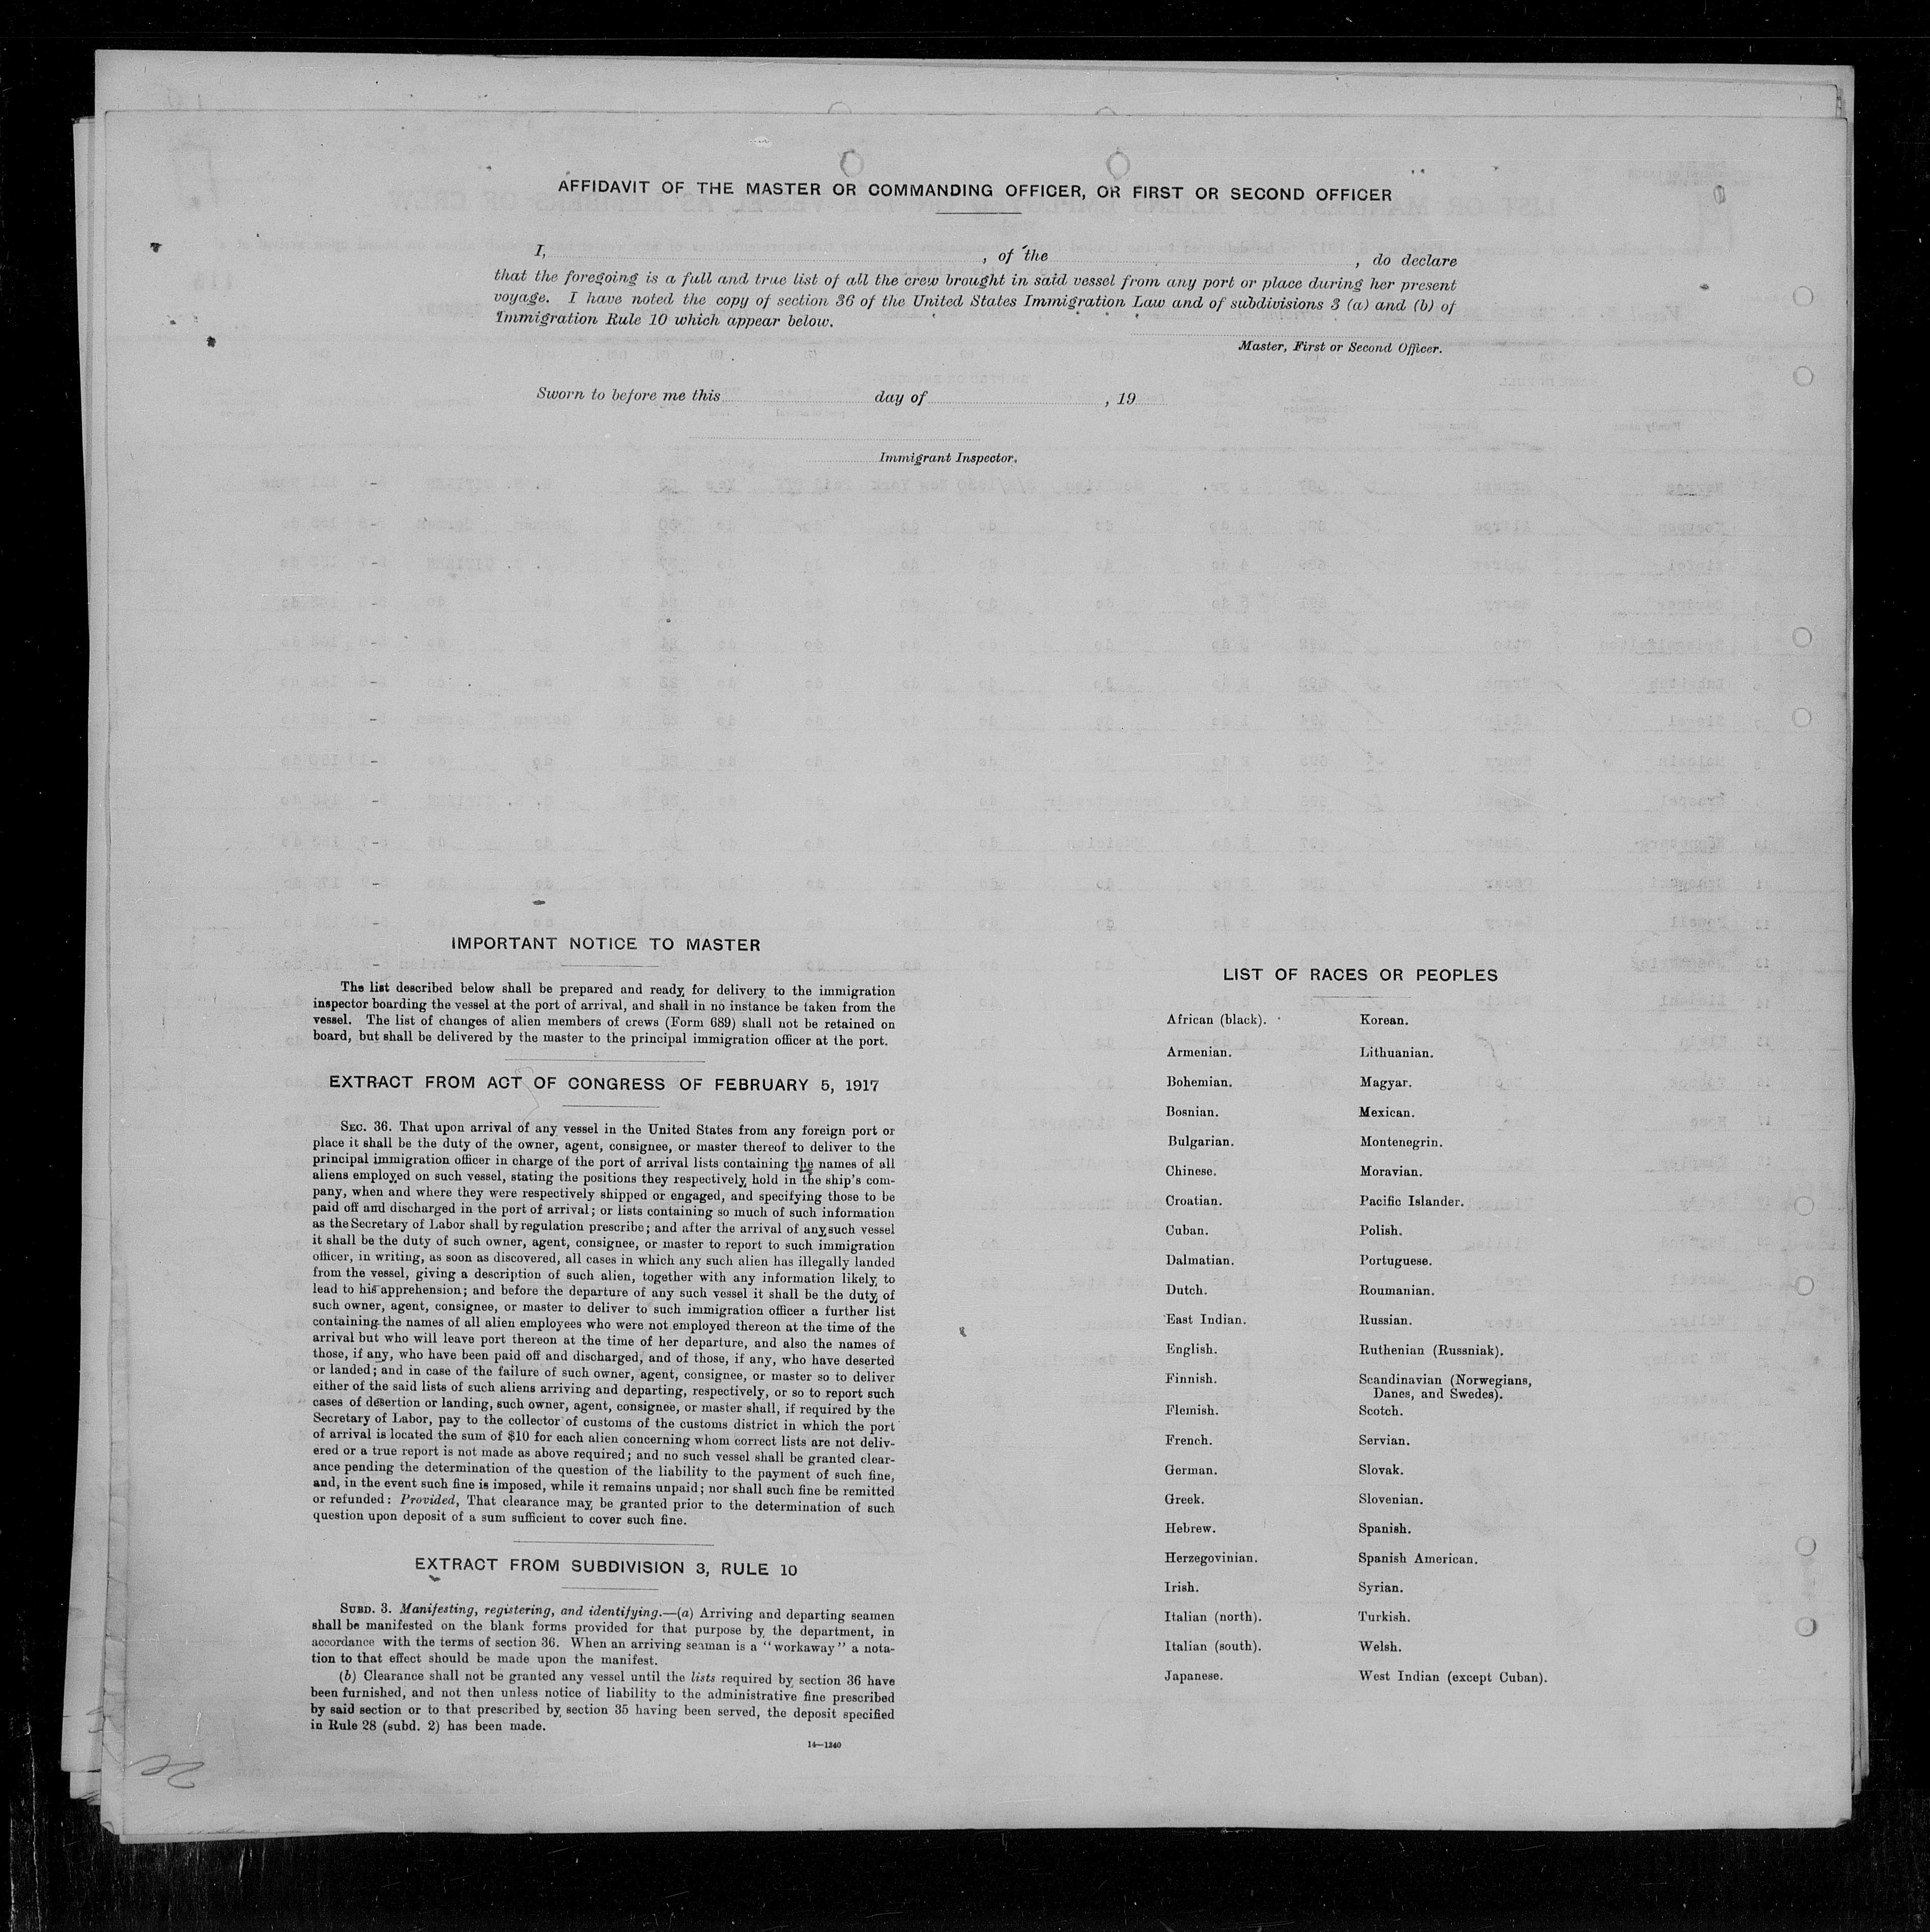 AFFIDAVIT OF THE MASTER OR COMMANDING OFFICER, OR FIRST OR SECOND OFFICER
I, , of the , do declare
that the foregoing is a full and true list of all the crew brought in said vessel from any port or place during her present
voyage. I have noted the copy of section 36 of the United States Immigration Law and of subdivisions 3 (a) and (b) of
Immigration Rule 10 which appear below.
Master, First or Second Officer.
Sworn to before me this day of , 19
Immigrant Inspector.
IMPORTANT NOTICE TO MASTER
The list described below shall be prepared and ready for delivery to the immigration
inspector boarding the vessel at the port of arrival, and shall in no instance be taken from the
vessel. The list of changes of alien members of crews (Form 689) shall not be retained on
board, but shall be delivered by the master to the principal immigration officer at the port.
EXTRACT FROM ACT OF CONGRESS OF FEBRUARY 5, 1917
SEC. 36. That upon arrival of any vessel in the United States from any foreign port or
place it shall be the duty of the owner, agent, consignee, or master thereof to deliver to the
principal immigration officer in charge of the port of arrival lists containing the names of all
aliens employed on such vessel, stating the positions they respectively hold in the ship's com-
pany, when and where they were respectively shipped or engaged, and specifying those to be
paid off and discharged in the port of arrival; or lists containing so much of such information
as the Secretary of Labor shall by regulation prescribe; and after the arrival of any such vessel
it shall be the duty of such owner, agent, consignee, or master to report to such immigration
officer, in writing, as soon as discovered, all cases in which any such alien has illegally landed
from the vessel, giving a description of such alien, together with any information likely to
lead to his apprehension; and before the departure of any such vessel it shall be the duty of
such owner, agent, consignee, or master to deliver to such immigration officer a further list
containing the names of all alien employees who were not employed thereon at the time of the
arrival but who will leave port thereon at the time of her departure, and also the names of
those, if any, who have been paid off and discharged, and of those, if any, who have deserted
or landed; and in case of the failure of such owner, agent, consignee, or master so to deliver
either of the said lists of such aliens arriving and departing, respectively, or so to report such
cases of desertion or landing, such owner, agent, consignee, or master shall, if required by the
Secretary of Labor, pay to the collector of customs of the customs district in which the port
of arrival is located the sum of $10 for each alien concerning whom correct lists are not deliv-
ered or a true report is not made as above required; and no such vessel shall be granted clear-
ance pending the determination of the question of the liability to the payment of such fine,
and, in the event such fine is imposed, while it remains unpaid; nor shall such fine be remitted
or refunded: Provided, That clearance may be granted prior to the determination of such
question upon deposit of a sum sufficient to cover such fine.
EXTRACT FROM SUBDIVISION 3, RULE 10
SUBD. 3. Manifesting, registering, and identifying.—(a) Arriving and departing seamen
shall be manifested on the blank forms provided for that purpose by the department, in
accordance with the terms of section 36. When an arriving seaman is a "workaway" a nota-
tion to that effect should be made upon the manifest.
(b) Clearance shall not be granted any vessel until the lists required by section 36 have
been furnished, and not then unless notice of liability to the administrative fine prescribed
by said section or to that prescribed by section 35 having been served, the deposit specified
in Rule 28 (subd. 2) has been made.
14—1240
LIST OF RACES OR PEOPLES
African (black).
Armenian.
Bohemian.
Bosnian.
Bulgarian.
Chinese.
Croatian.
Cuban.
Dalmatian.
Dutch.
East Indian.
English.
Finnish.
Flemish.
French.
German.
Greek.
Hebrew.
Herzegovinian.
Irish.
Italian (north).
Italian (south).
Japanese.
Korean.
Lithuanian.
Magyar.
Mexican.
Montenegrin.
Moravian.
Pacific Islander.
Polish.
Portuguese.
Roumanian.
Russian.
Ruthenian (Russniak).
Scandinavian (Norwegians,
Danes, and Swedes).
Scotch.
Servian.
Slovak.
Slovenian.
Spanish.
Spanish American.
Syrian.
Turkish.
Welsh.
West Indian (except Cuban).